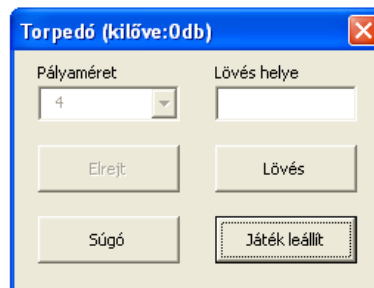 Torpedó (kilőve:0db)
Pályaméret Lövés helye
4
Elrejt Lövés
Súgó Játék leállít